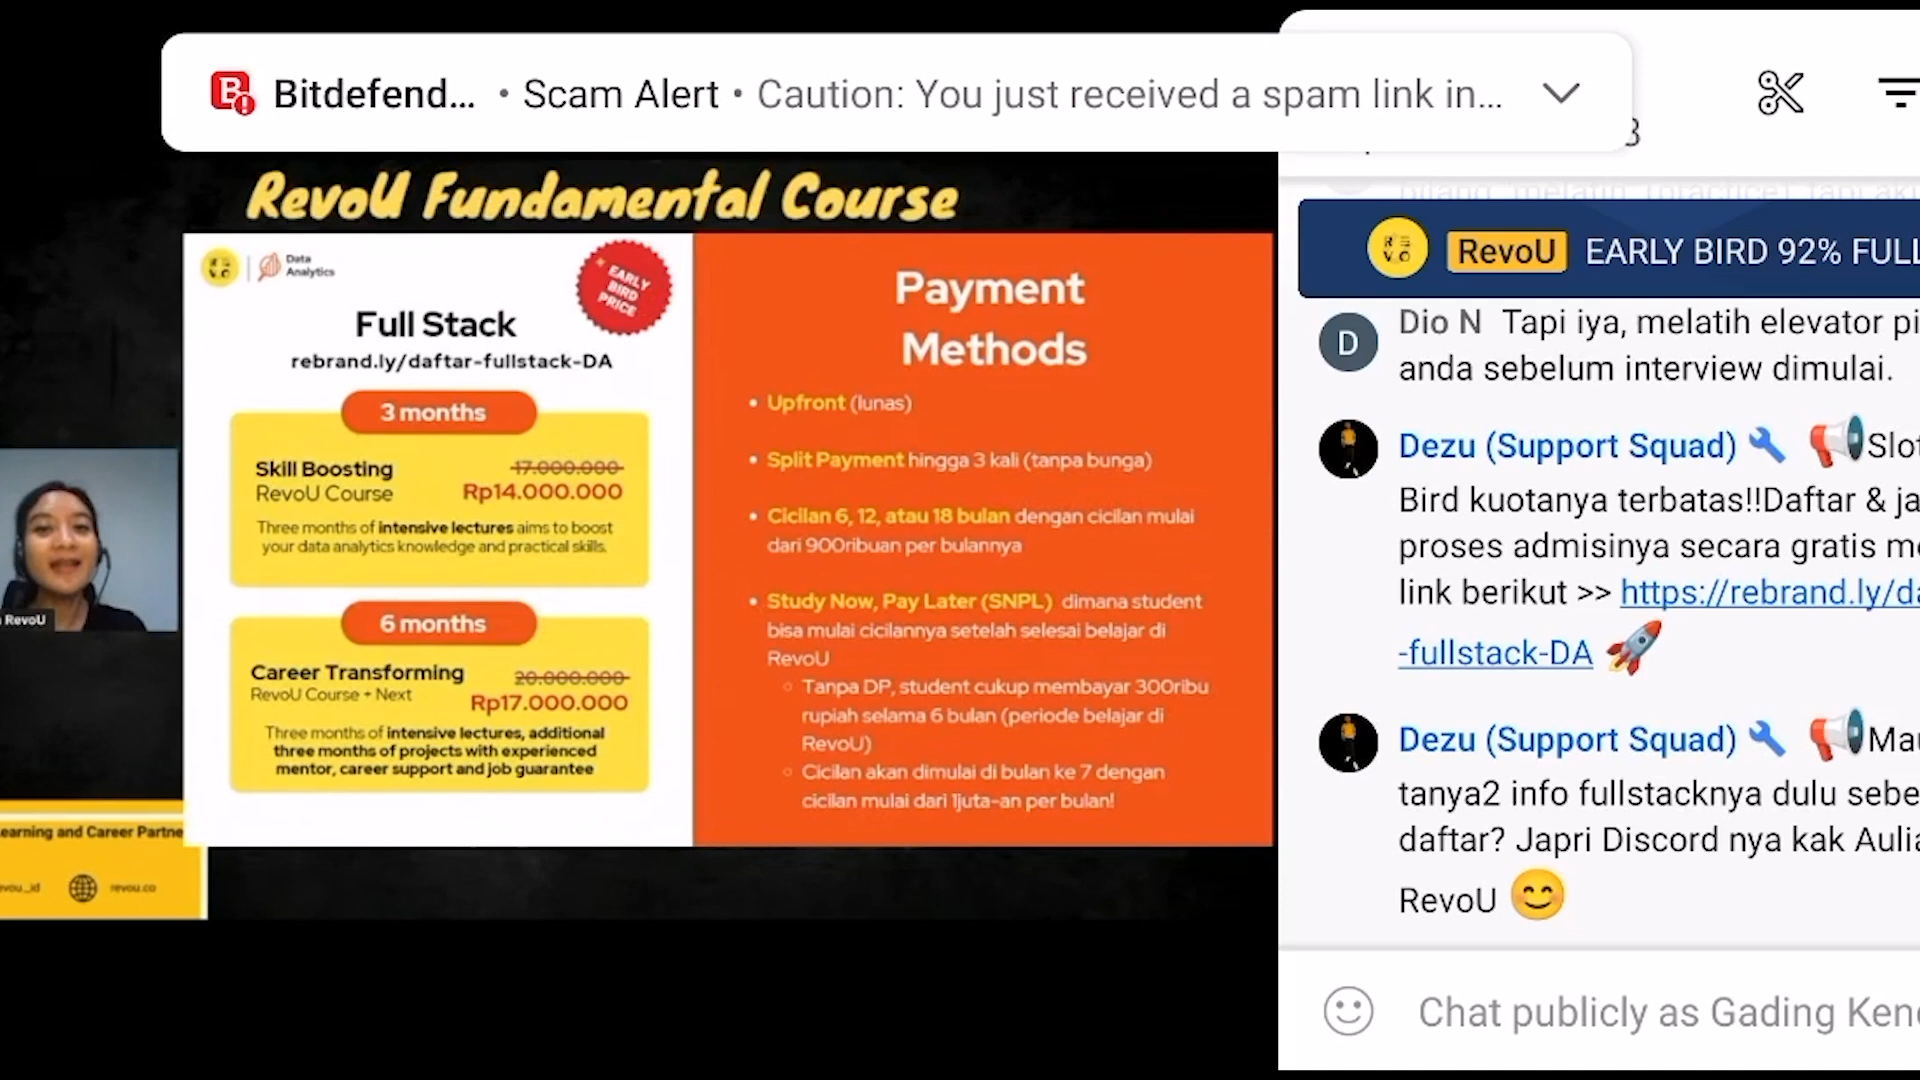 Bitdefend... • Scam Alert • Caution: You just received a spam link in...
RevoU Fundamental Course
Data
Analytics
EARLY
BIRD
PRICE
Full Stack
rebrand.ly/daftar-fullstack-DA
3 months
Skill Boosting
17.000.000
RevoU Course
Rp14.000.000
Three months of intensive lectures aims to boost
your data analytics knowledge and practical skills.
6 months
Career Transforming
20.000.000
RevoU Course + Next
Rp17.000.000
Three months of intensive lectures, additional
three months of projects with experienced
mentor, career support and job guarantee
Payment
Methods
• Upfront (lunas)
• Split Payment hingga 3 kali (tanpa bunga)
• Cicilan 6, 12, atau 18 bulan dengan cicilan mulai
dari 900ribuan per bulannya
• Study Now, Pay Later (SNPL) dimana student
bisa mulai cicilannya setelah selesai belajar di
RevoU
Tanpa DP, student cukup membayar 300ribu
rupiah selama 6 bulan (periode belajar di
RevoU)
Cicilan akan dimulai di bulan ke 7 dengan
cicilan mulai dari 1juta-an per bulan!
RevoU
earning and Career Partne
evou_id
revou.co
RevoU EARLY BIRD 92% FULL
D
Dio N Tapi iya, melatih elevator pi
anda sebelum interview dimulai.
Dezu (Support Squad) 🔧 📢Slot
Bird kuotanya terbatas!!Daftar & ja
proses admisinya secara gratis me
link berikut >> https://rebrand.ly/da
-fullstack-DA 🚀
Dezu (Support Squad) 🔧 📢Mau
tanya2 info fullstacknya dulu sebe
daftar? Japri Discord nya kak Aulia
RevoU 😊
Chat publicly as Gading Ken